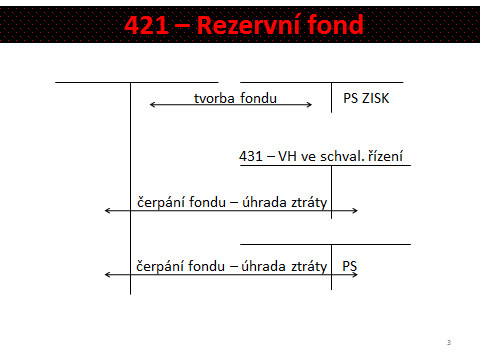 421 – Rezervní fond
tvorba fondu
PS ZISK
431 – VH ve schval. řízení
čerpání fondu – úhrada ztráty
čerpání fondu – úhrada ztráty
PS
3